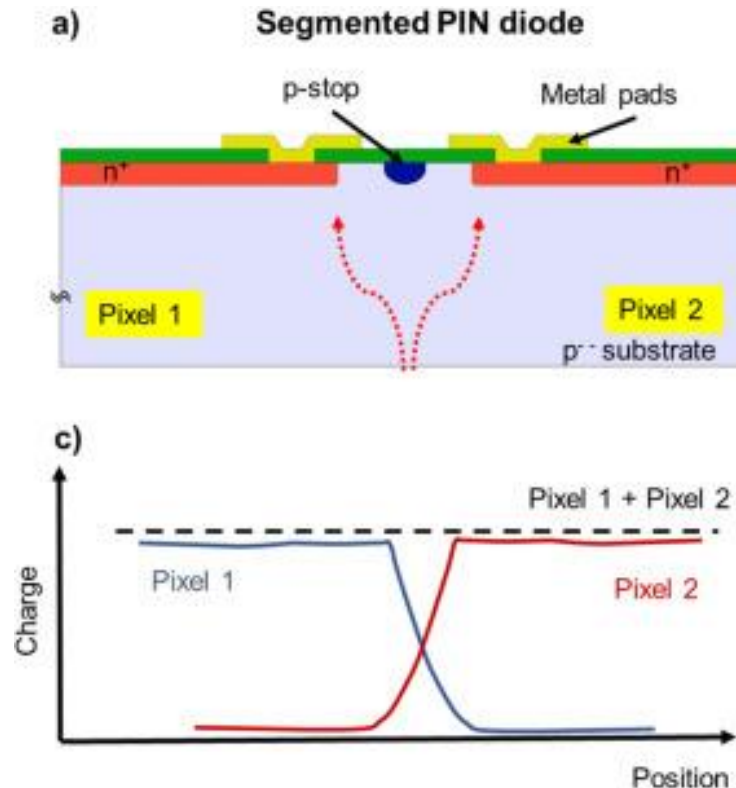 a) Segmented PIN diode
p-stop
Metal pads
n⁺ n⁺
Pixel 1 Pixel 2
p⁻⁻ substrate
c)
Pixel 1 + Pixel 2
Pixel 1
Pixel 2
Charge
Position